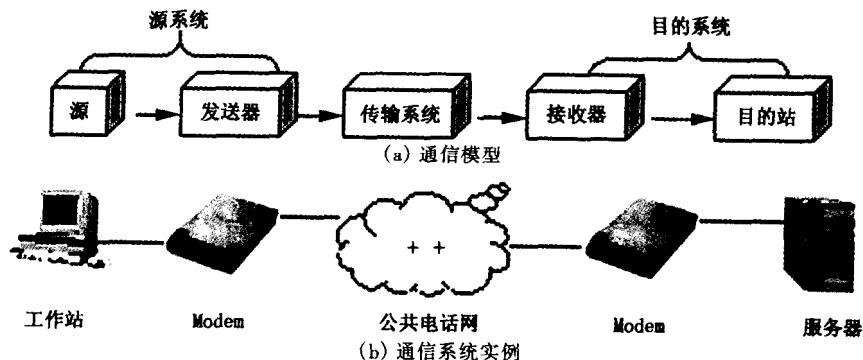 源系统 目的系统
源 发送器 传输系统 接收器 目的站
(a) 通信模型
+ +
工作站 Modem 公共电话网 Modem 服务器
(b) 通信系统实例